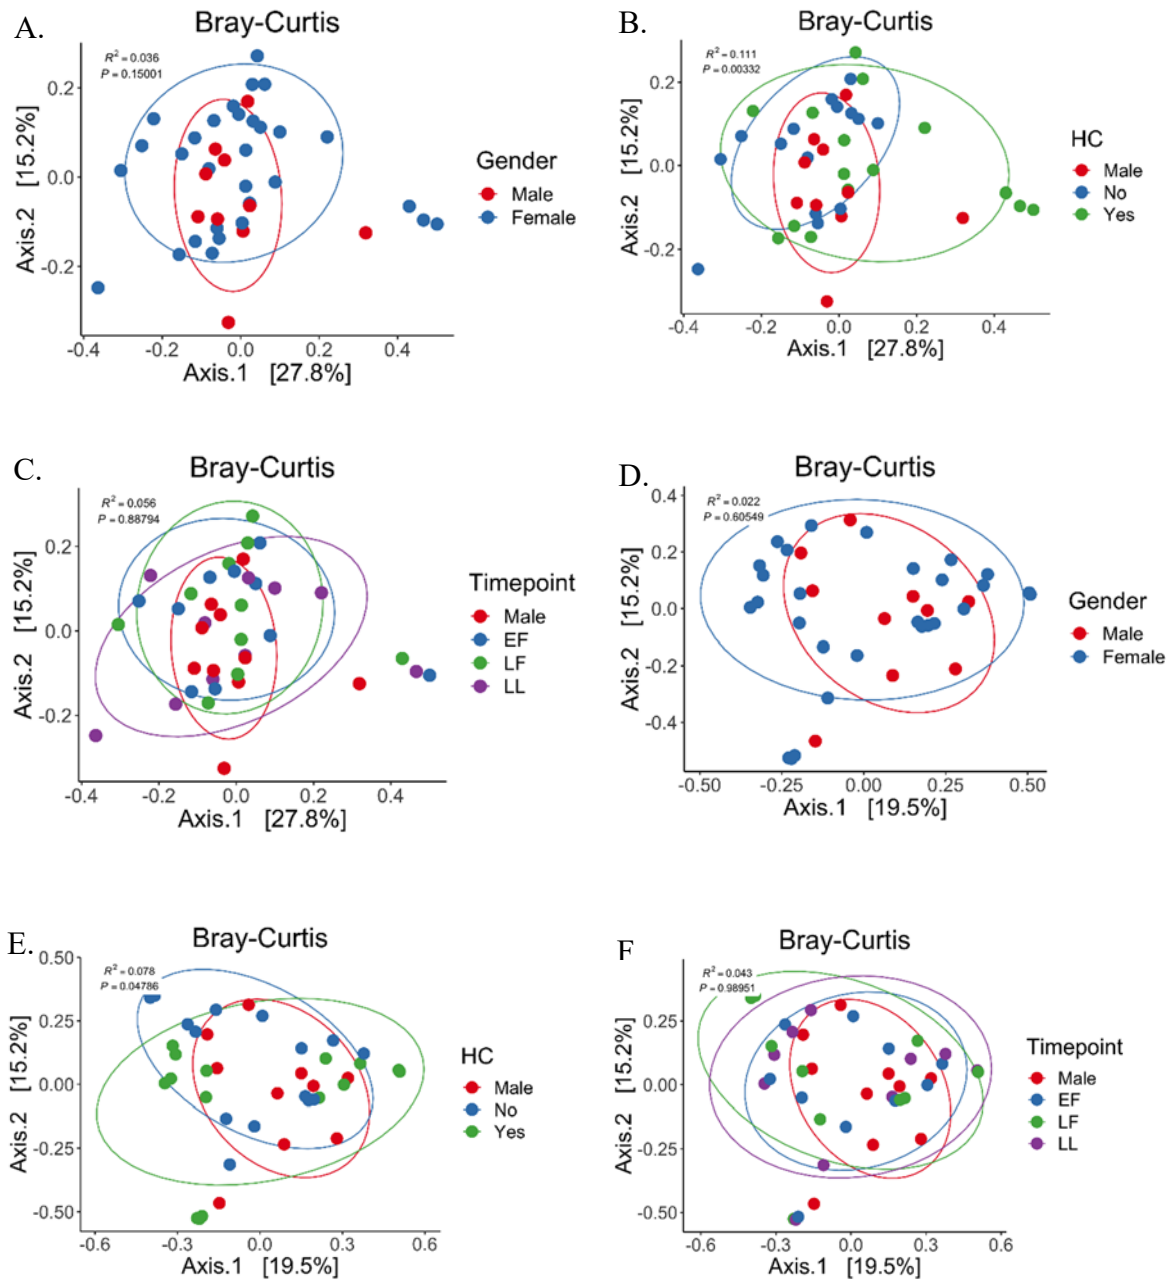 A.
Bray-Curtis
R² = 0.036
P = 0.15001
0.2
0.0
-0.2
Axis.2 [15.2%]
-0.4 -0.2 0.0 0.2 0.4
Axis.1 [27.8%]
Gender
Male
Female
B.
Bray-Curtis
R² = 0.111
P = 0.00332
0.2
0.0
-0.2
Axis.2 [15.2%]
-0.4 -0.2 0.0 0.2 0.4
Axis.1 [27.8%]
HC
Male
No
Yes
C.
Bray-Curtis
R² = 0.056
P = 0.88794
0.2
0.0
-0.2
Axis.2 [15.2%]
-0.4 -0.2 0.0 0.2 0.4
Axis.1 [27.8%]
Timepoint
Male
EF
LF
LL
D.
Bray-Curtis
R² = 0.022
P = 0.60549
0.4
0.2
0.0
-0.2
-0.4
Axis.2 [15.2%]
-0.50 -0.25 0.00 0.25 0.50
Axis.1 [19.5%]
Gender
Male
Female
E.
Bray-Curtis
R² = 0.078
P = 0.04786
0.50
0.25
0.00
-0.25
-0.50
Axis.2 [15.2%]
-0.6 -0.3 0.0 0.3 0.6
Axis.1 [19.5%]
HC
Male
No
Yes
F
Bray-Curtis
R² = 0.043
P = 0.98951
0.25
0.00
-0.25
-0.50
Axis.2 [15.2%]
-0.6 -0.3 0.0 0.3 0.6
Axis.1 [19.5%]
Timepoint
Male
EF
LF
LL